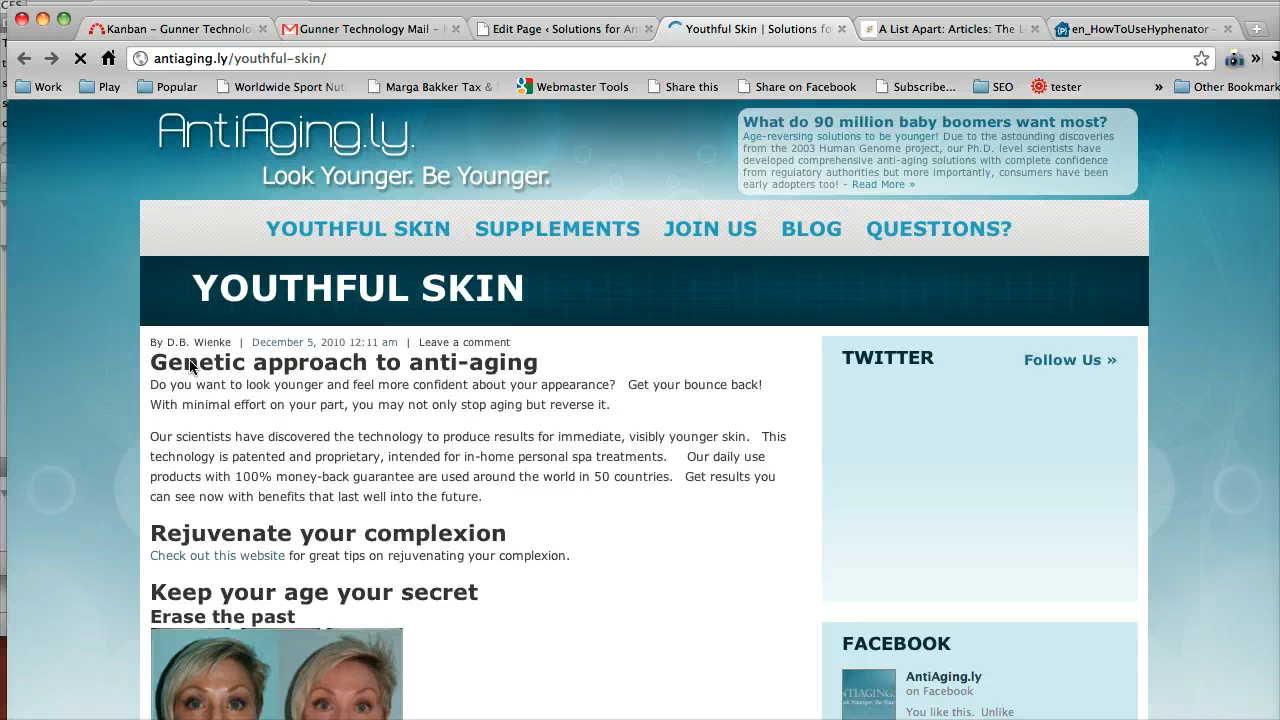 Kanban – Gunner Technolo
Gunner Technology Mail –
Edit Page ‹ Solutions for An
Youthful Skin | Solutions fo
A List Apart: Articles: The L
en_HowToUseHyphenator -
antiaging.ly/youthful-skin/
Work
Play
Popular
Worldwide Sport Nut
Marga Bakker Tax &
Webmaster Tools
Share this
Share on Facebook
Subscribe...
SEO
tester
»
Other Bookmark
AntiAging.ly.
Look Younger. Be Younger.
What do 90 million baby boomers want most?
Age-reversing solutions to be younger! Due to the astounding discoveries
from the 2003 Human Genome project, our Ph.D. level scientists have
developed comprehensive anti-aging solutions with complete confidence
from regulatory authorities but more importantly, consumers have been
early adopters too! - Read More »
YOUTHFUL SKIN SUPPLEMENTS JOIN US BLOG QUESTIONS?
YOUTHFUL SKIN
By D.B. Wienke | December 5, 2010 12:11 am | Leave a comment
Genetic approach to anti-aging
Do you want to look younger and feel more confident about your appearance? Get your bounce back!
With minimal effort on your part, you may not only stop aging but reverse it.
Our scientists have discovered the technology to produce results for immediate, visibly younger skin. This
technology is patented and proprietary, intended for in-home personal spa treatments. Our daily use
products with 100% money-back guarantee are used around the world in 50 countries. Get results you
can see now with benefits that last well into the future.
Rejuvenate your complexion
Check out this website for great tips on rejuvenating your complexion.
Keep your age your secret
Erase the past
TWITTER
Follow Us »
FACEBOOK
AntiAging.ly
on Facebook
You like this. Unlike